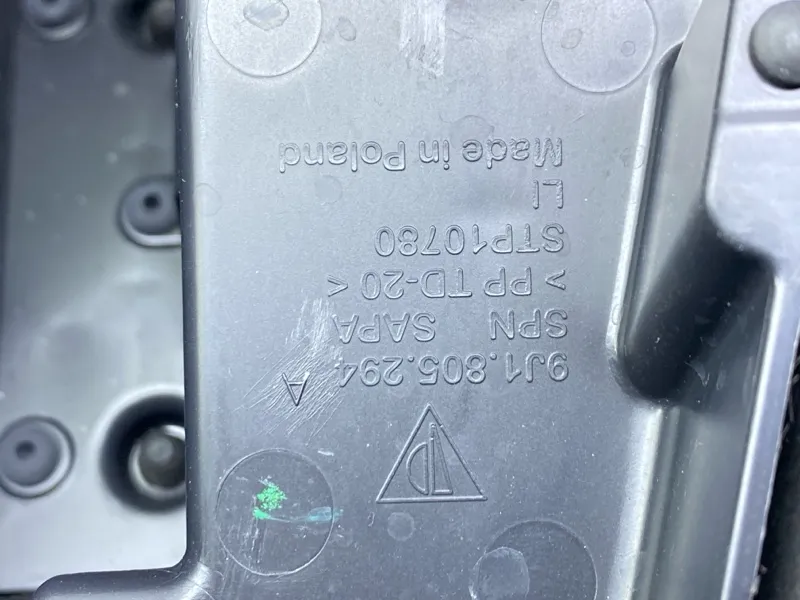 9J1.805.294 A
SPN SAPA
>PP TD-20<
STP10780
LI
Made in Poland